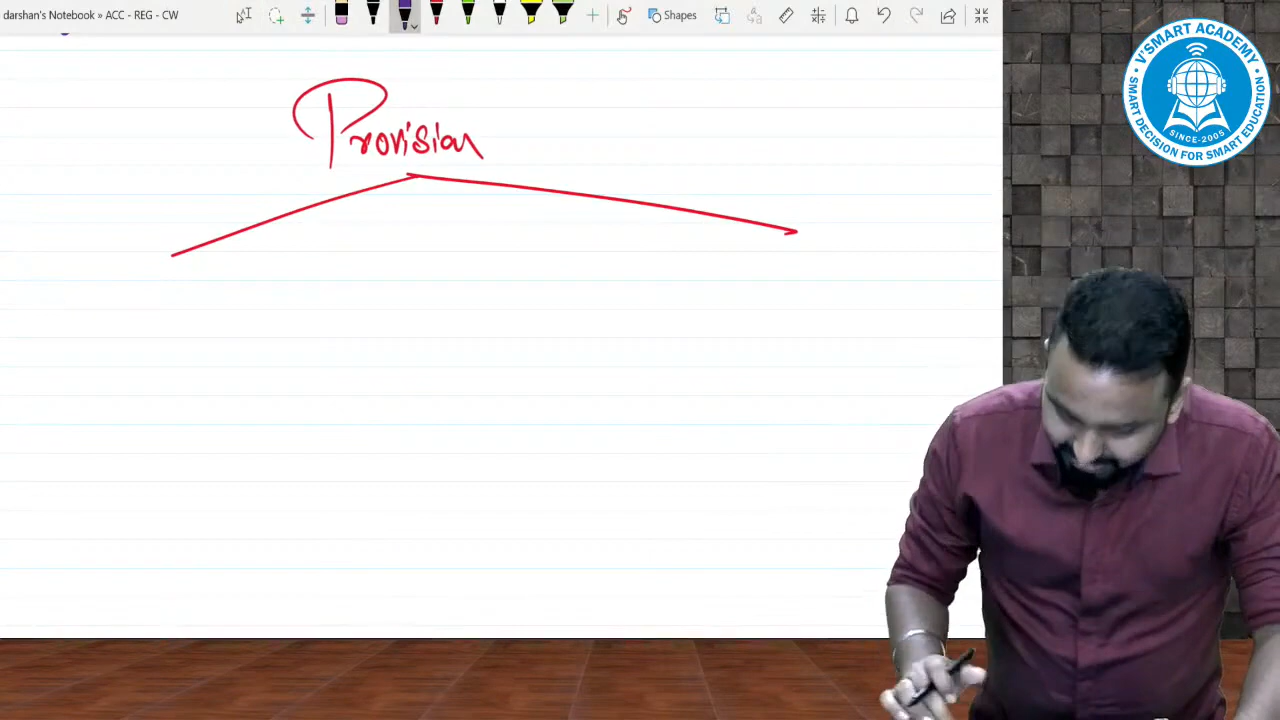 darshan's Notebook » ACC - REG - CW
Shapes
Provision
V'SMART ACADEMY
SMART DECISION FOR SMART EDUCATION
SINCE-2005